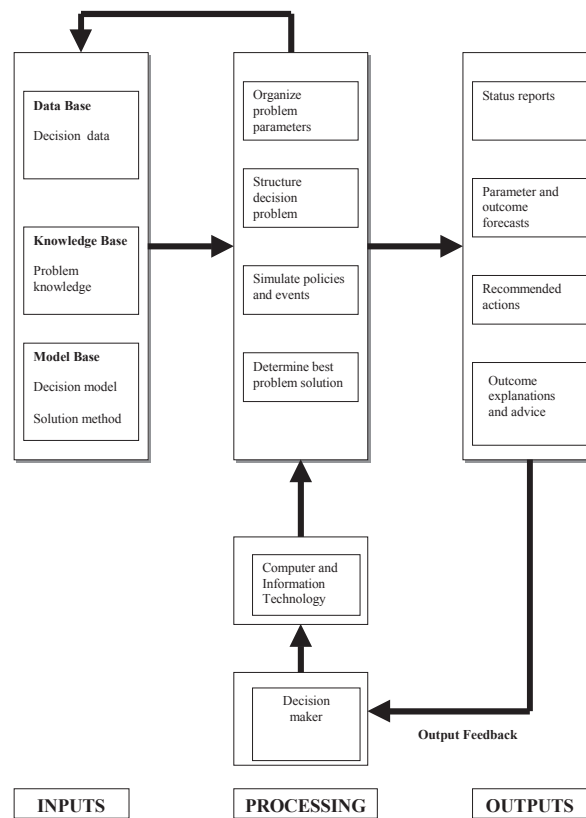 Data Base
Decision data
Knowledge Base
Problem
knowledge
Model Base
Decision model
Solution method
Organize
problem
parameters
Structure
decision
problem
Simulate policies
and events
Determine best
problem solution
Status reports
Parameter and
outcome
forecasts
Recommended
actions
Outcome
explanations
and advice
Computer and
Information
Technology
Decision
maker
Output Feedback
INPUTS
PROCESSING
OUTPUTS